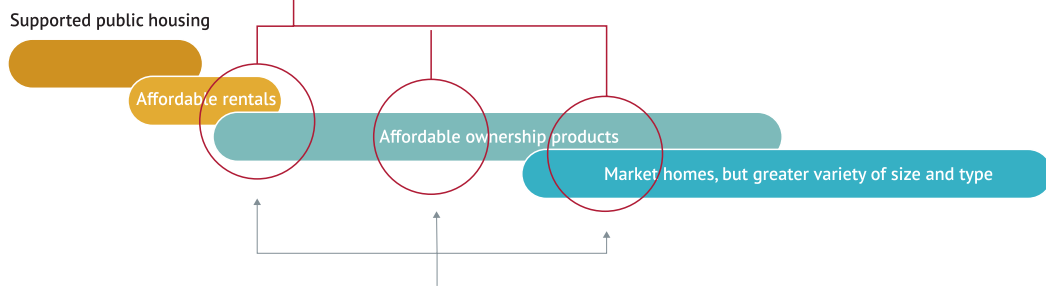 Supported public housing
Affordable rentals
Affordable ownership products
Market homes, but greater variety of size and type